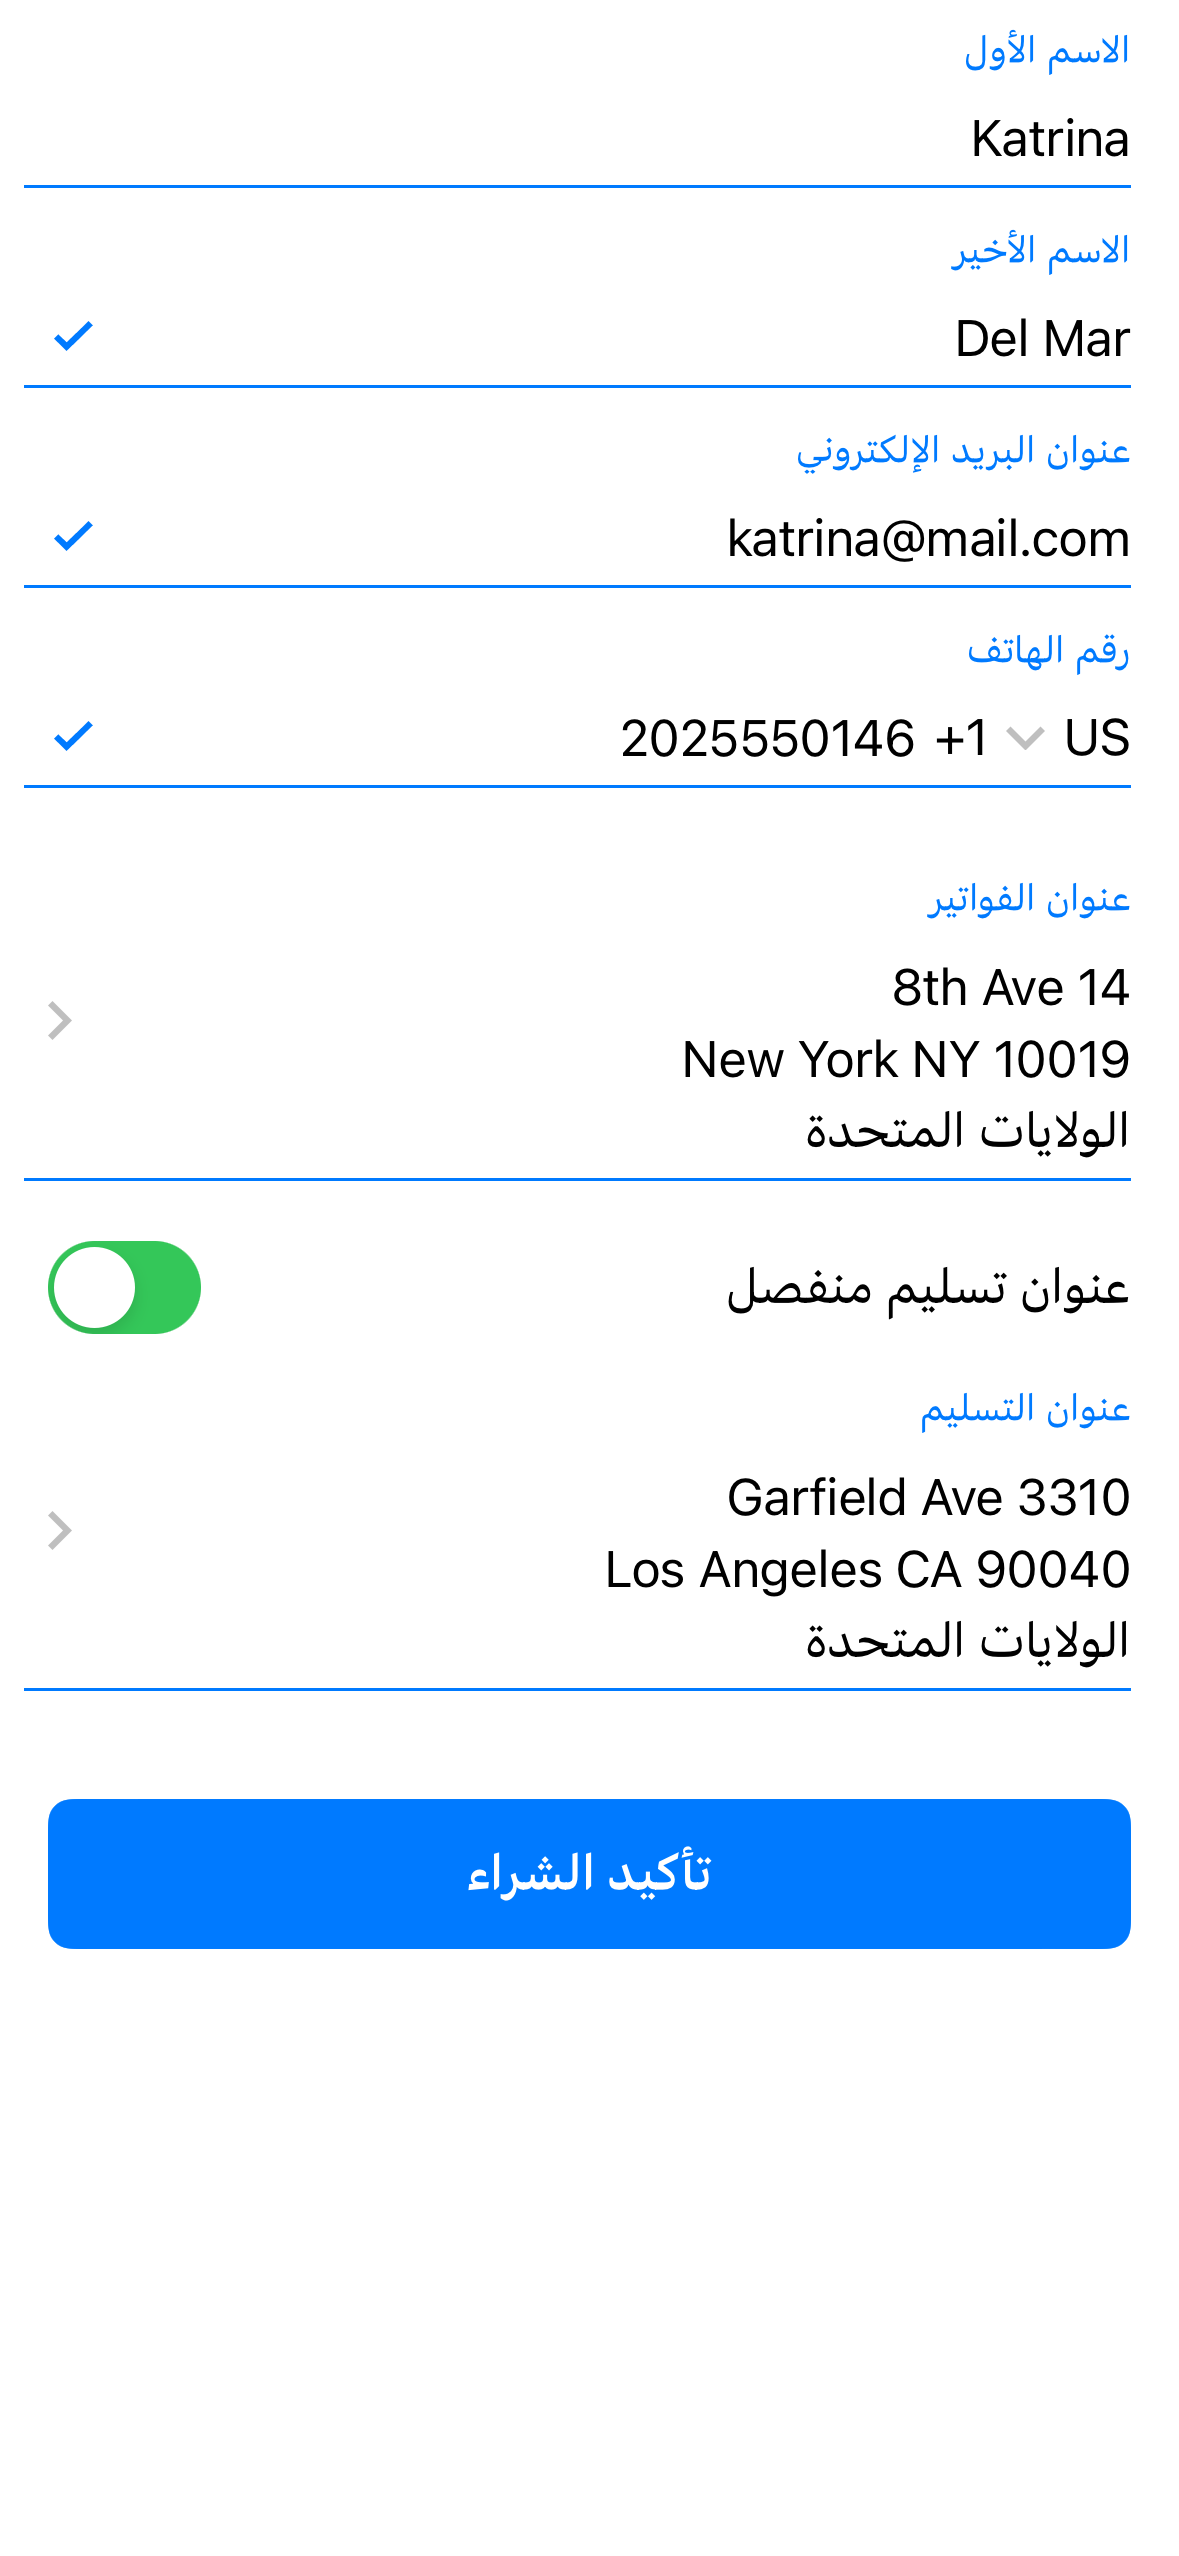 الاسم الأول
Katrina
الاسم الأخير
Del Mar
عنوان البريد الإلكتروني
katrina@mail.com
رقم الهاتف
US +1 2025550146
عنوان الفواتير
8th Ave 14
New York NY 10019
الولايات المتحدة
عنوان تسليم منفصل
عنوان التسليم
Garfield Ave 3310
Los Angeles CA 90040
الولايات المتحدة
تأكيد الشراء